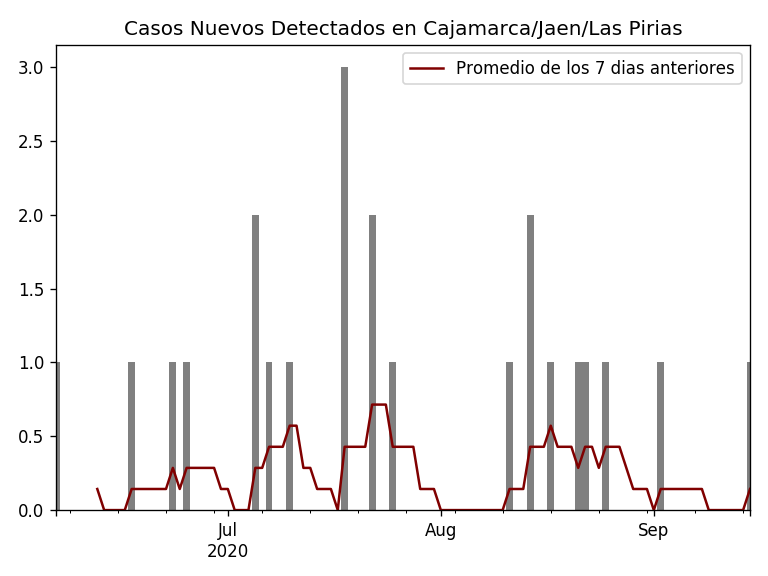 Casos Nuevos Detectados en Cajamarca/Jaen/Las Pirias
Promedio de los 7 dias anteriores
3.0
2.5
2.0
1.5
1.0
0.5
0.0
Jul
2020
Aug
Sep